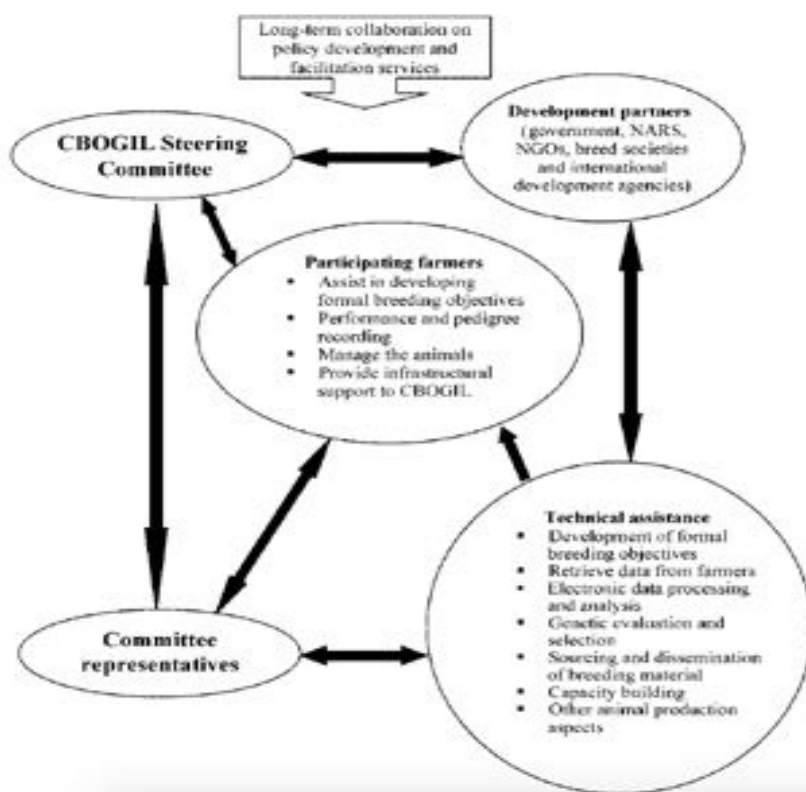 Long-term collaboration on
policy development and
facilitation services
CBOGIL Steering
Committee
Development partners
(government, NARS,
NGOs, breed societies
and international
development agencies)
Participating farmers
▪ Assist in developing
formal breeding objectives
▪ Performance and pedigree
recording
▪ Manage the animals
▪ Provide infrastructural
support to CBOGIL
Technical assistance
▪ Development of formal
breeding objectives
▪ Retrieve data from farmers
▪ Electronic data processing
and analysis
▪ Genetic evaluation and
selection
▪ Sourcing and dissemination
of breeding material
▪ Capacity building
▪ Other animal production
aspects
Committee
representatives